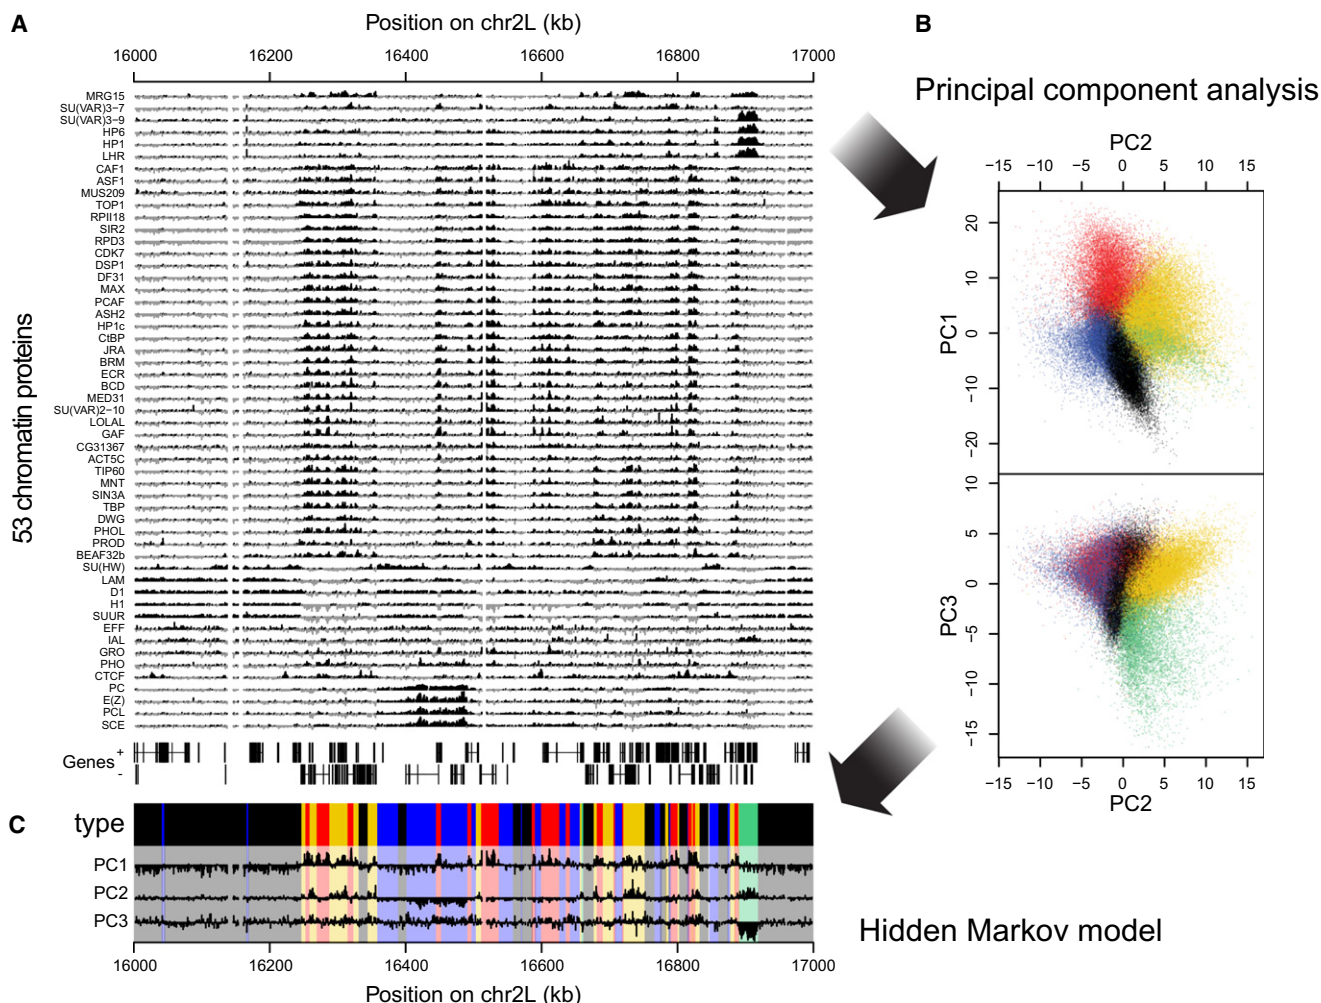 A
Position on chr2L (kb)
16000 16200 16400 16600 16800 17000
53 chromatin proteins
MRG15
SU(VAR)3-7
SU(VAR)3-9
HP6
HP1
LHR
CAF1
ASF1
MUS209
TOP1
RPII18
SIR2
RPD3
CDK7
DSP1
DF31
MAX
PCAF
ASH2
HP1c
CtBP
JRA
BRM
ECR
BCD
MED31
SU(VAR)2-10
LOLAL
GAF
CG31367
ACT5C
TIP60
MNT
SIN3A
TBP
DWG
PHOL
PROD
BEAF32b
SU(HW)
LAM
D1
H1
SUUR
EFF
IAL
GRO
PHO
CTCF
PC
E(Z)
PCL
SCE
Genes + -
B
Principal component analysis
PC2
−15 −10 −5 0 5 10 15
PC1
20
10
0
−10
−20
PC3
10
5
0
−5
−10
−15
−15 −10 −5 0 5 10 15
PC2
C
type
PC1
PC2
PC3
16000 16200 16400 16600 16800 17000
Position on chr2L (kb)
Hidden Markov model